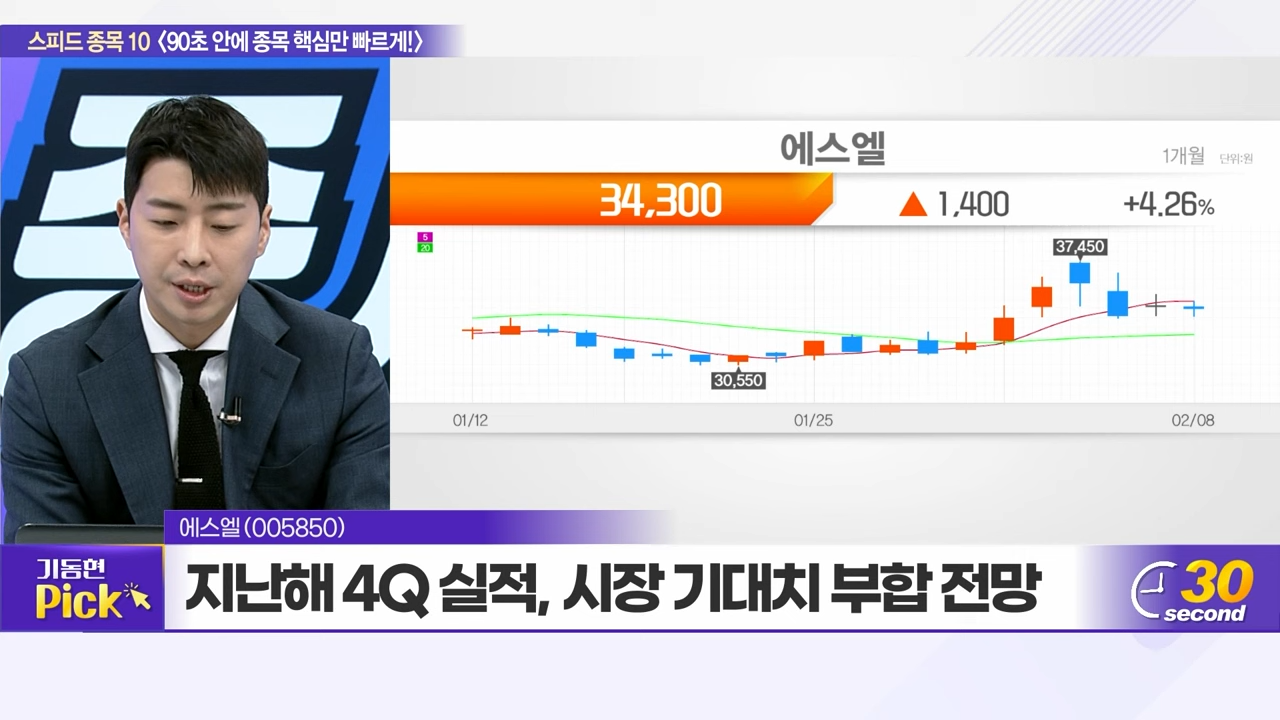 스피드 종목 10 <90초 안에 종목 핵심만 빠르게!>
에스엘
1개월 단위:원
34,300 ▲ 1,400 +4.26%
5
20
37,450
30,550
01/12 01/25 02/08
에스엘(005850)
기동현
Pick
지난해 4Q 실적, 시장 기대치 부합 전망
30
second